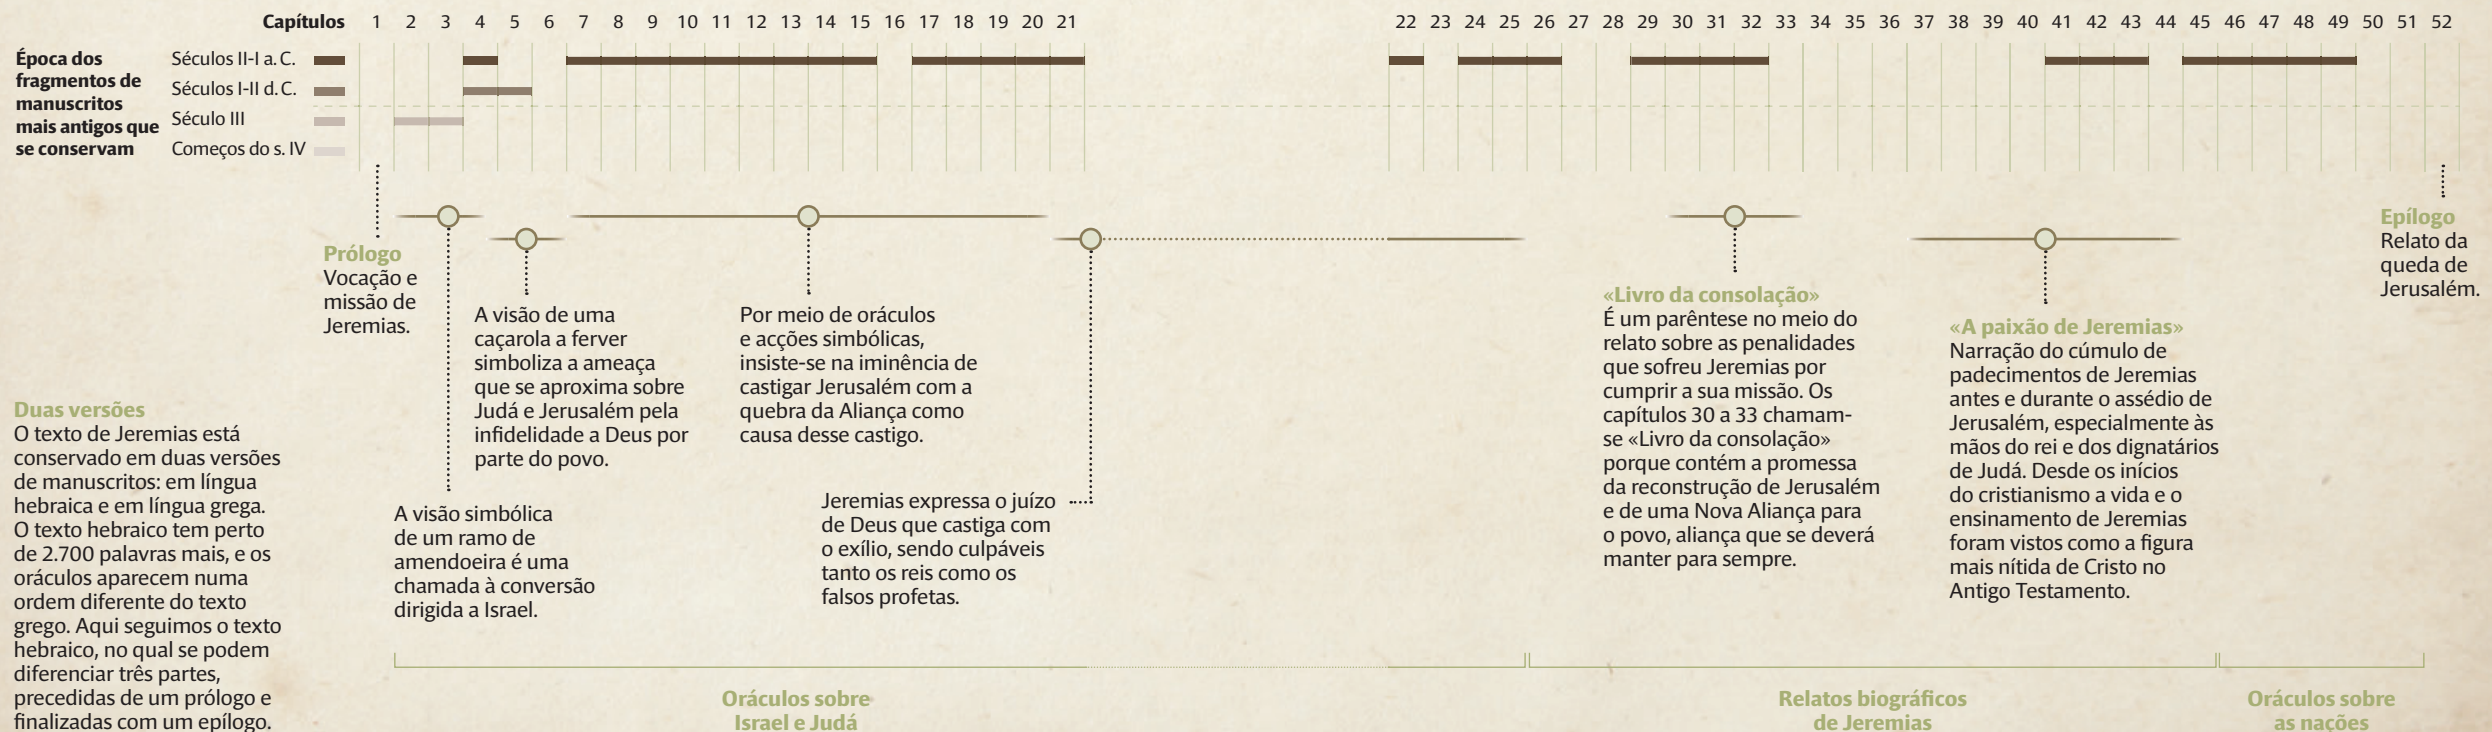 Capítulos 1 2 3 4 5 6 7 8 9 10 11 12 13 14 15 16 17 18 19 20 21 22 23 24 25 26 27 28 29 30 31 32 33 34 35 36 37 38 39 40 41 42 43 44 45 46 47 48 49 50 51 52
Época dos
fragmentos de
manuscritos
mais antigos que
se conservam
Séculos II-I a. C.
Séculos I-II d. C.
Século III
Começos do s. IV
Prólogo
Vocação e
missão de
Jeremias.
Duas versões
O texto de Jeremias está
conservado em duas versões
de manuscritos: em língua
hebraica e em língua grega.
O texto hebraico tem perto
de 2.700 palavras mais, e os
oráculos aparecem numa
ordem diferente do texto
grego. Aqui seguimos o texto
hebraico, no qual se podem
diferenciar três partes,
precedidas de um prólogo e
finalizadas com um epílogo.
A visão simbólica
de um ramo de
amendoeira é uma
chamada à conversão
dirigida a Israel.
A visão de uma
caçarola a ferver
simboliza a ameaça
que se aproxima sobre
Judá e Jerusalém pela
infidelidade a Deus por
parte do povo.
Por meio de oráculos
e acções simbólicas,
insiste-se na iminência de
castigar Jerusalém com a
quebra da Aliança como
causa desse castigo.
Jeremias expressa o juízo
de Deus que castiga com
o exílio, sendo culpáveis
tanto os reis como os
falsos profetas.
«Livro da consolação»
É um parêntese no meio do
relato sobre as penalidades
que sofreu Jeremias por
cumprir a sua missão. Os
capítulos 30 a 33 chamam-
se «Livro da consolação»
porque contém a promessa
da reconstrução de Jerusalém
e de uma Nova Aliança para
o povo, aliança que se deverá
manter para sempre.
«A paixão de Jeremias»
Narração do cúmulo de
padecimentos de Jeremias
antes e durante o assédio de
Jerusalém, especialmente às
mãos do rei e dos dignatários
de Judá. Desde os inícios
do cristianismo a vida e o
ensinamento de Jeremias
foram vistos como a figura
mais nítida de Cristo no
Antigo Testamento.
Epílogo
Relato da
queda de
Jerusalém.
Oráculos sobre
Israel e Judá
Relatos biográficos
de Jeremias
Oráculos sobre
as nações